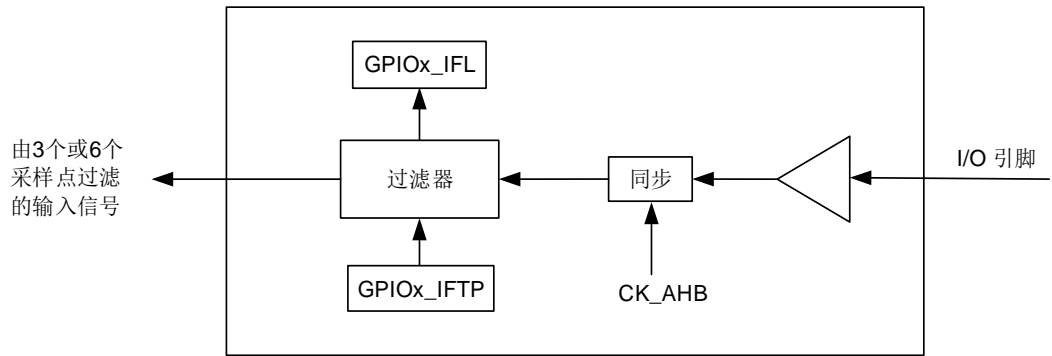 GPIOx_IFL
由3个或6个
采样点过滤
的输入信号
过滤器
同步
I/O 引脚
GPIOx_IFTP
CK_AHB